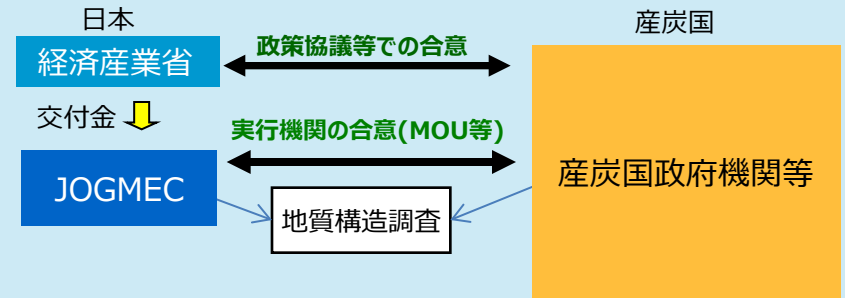 日本
産炭国
経済産業省
政策協議等での合意
交付金
実行機関の合意(MOU等)
JOGMEC
産炭国政府機関等
地質構造調査